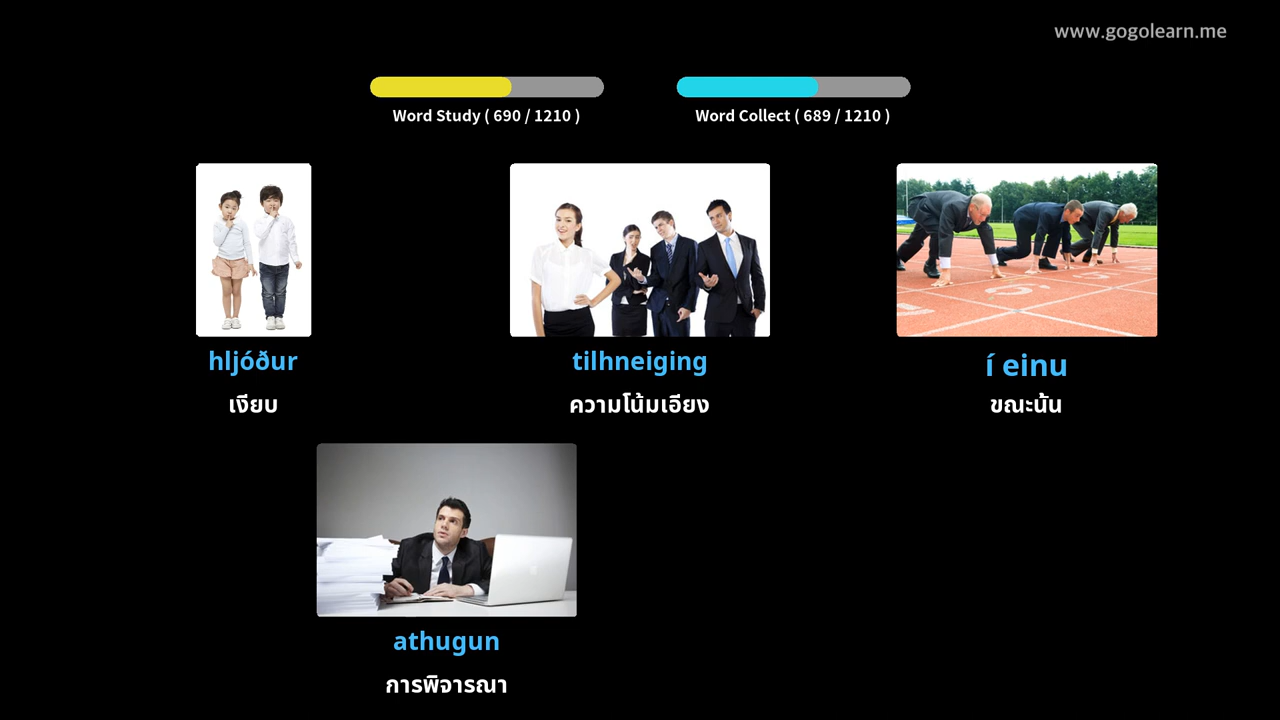 www.gogolearn.me
Word Study ( 690 / 1210 )
Word Collect ( 689 / 1210 )
hljóður
เงียบ
tilhneiging
ความโน้มเอียง
í einu
ขณะนั้น
athugun
การพิจารณา